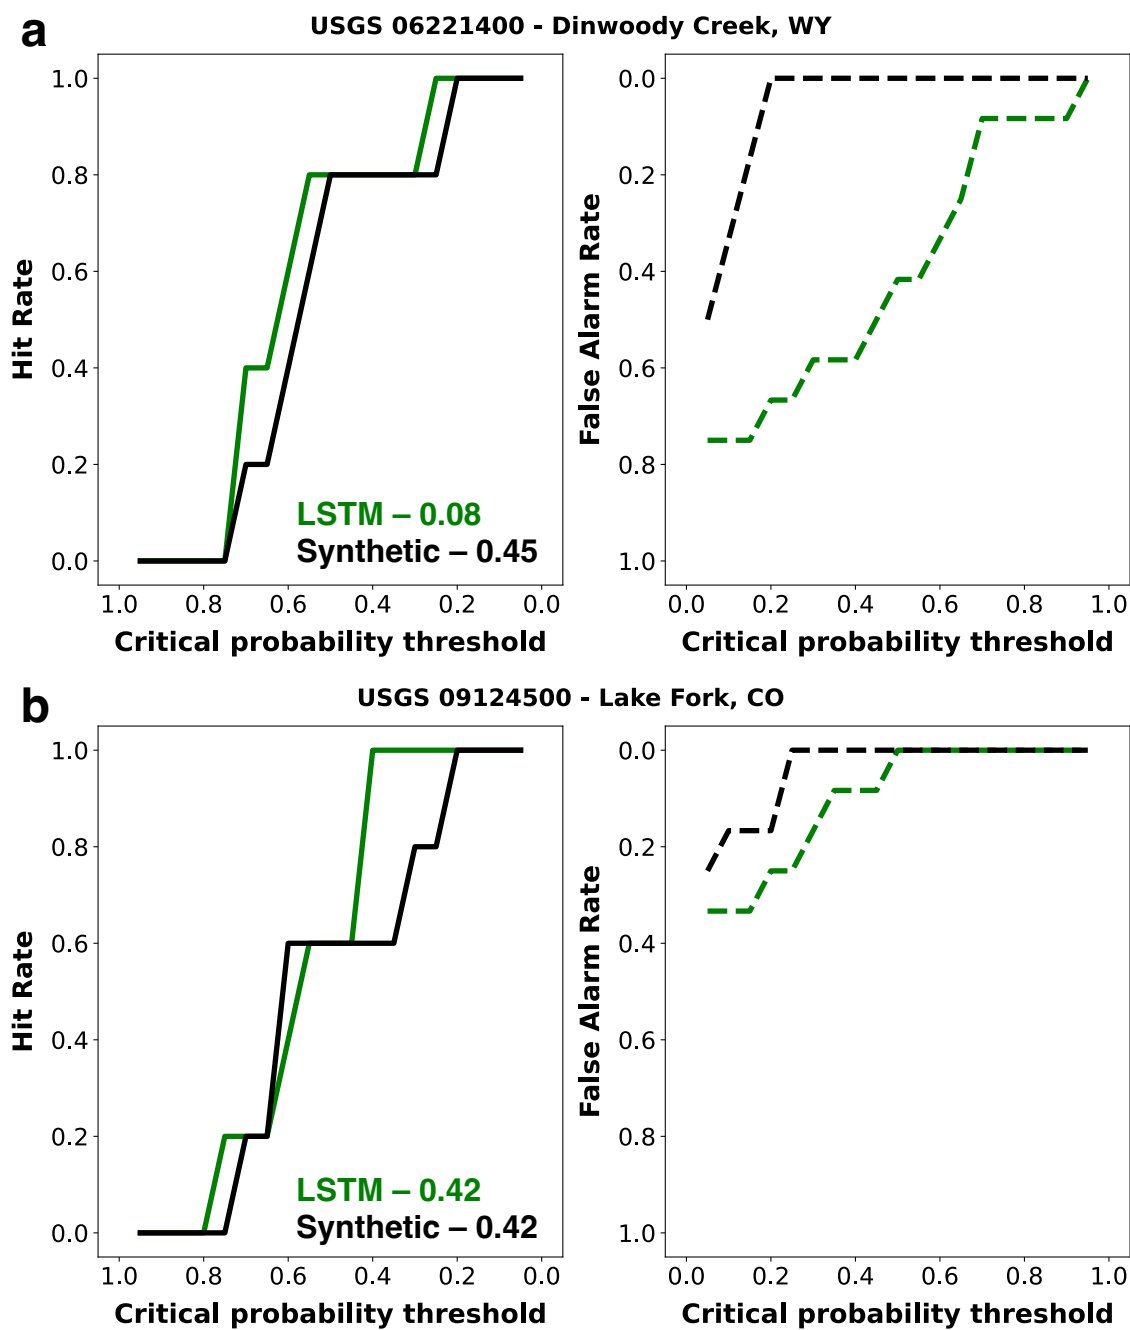 a
USGS 06221400 - Dinwoody Creek, WY
Hit Rate
1.0
0.8
0.6
0.4
0.2
0.0
LSTM – 0.08
Synthetic – 0.45
1.0 0.8 0.6 0.4 0.2 0.0
Critical probability threshold
False Alarm Rate
0.0
0.2
0.4
0.6
0.8
1.0
0.0 0.2 0.4 0.6 0.8 1.0
Critical probability threshold
b
USGS 09124500 - Lake Fork, CO
Hit Rate
1.0
0.8
0.6
0.4
0.2
0.0
LSTM – 0.42
Synthetic – 0.42
1.0 0.8 0.6 0.4 0.2 0.0
Critical probability threshold
False Alarm Rate
0.0
0.2
0.4
0.6
0.8
1.0
0.0 0.2 0.4 0.6 0.8 1.0
Critical probability threshold